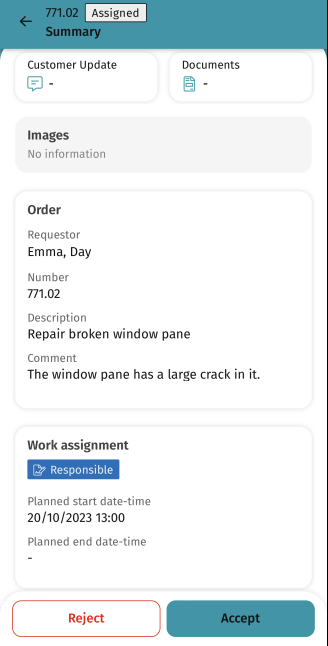 771.02 Assigned
Summary
Customer Update
-
Documents
-
Images
No information
Order
Requestor
Emma, Day
Number
771.02
Description
Repair broken window pane
Comment
The window pane has a large crack in it.
Work assignment
Responsible
Planned start date-time
20/10/2023 13:00
Planned end date-time
-
Reject
Accept